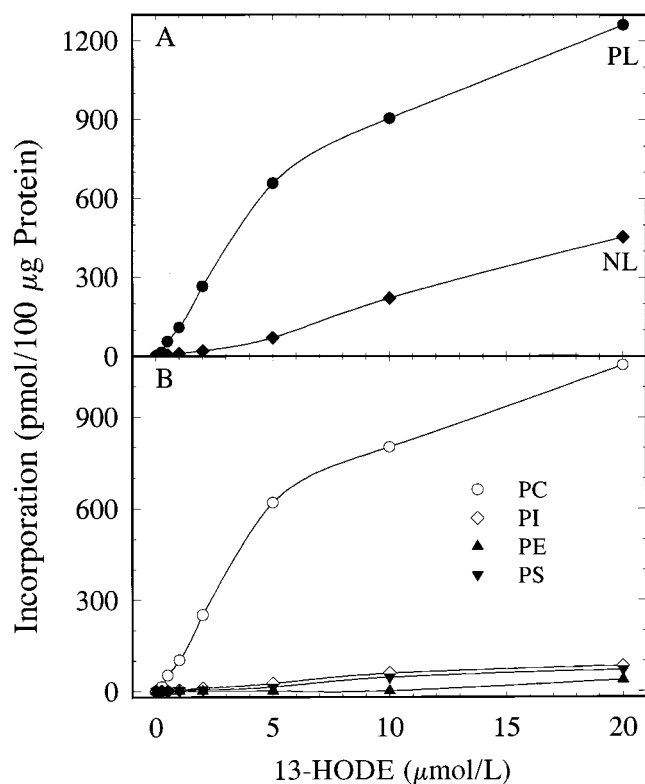 A
1200
PL
900
600
300
NL
0
B
900
PC
600
PI
PE
300
PS
0
0
5
10
15
20
13-HODE (μmol/L)
Incorporation (pmol/100 μg Protein)